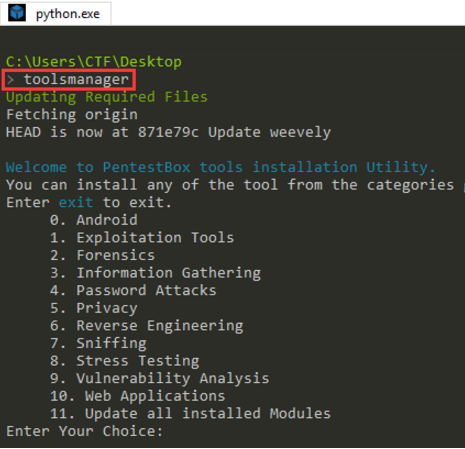 python.exe
C:\Users\CTF\Desktop
> toolsmanager
Updating Required Files
Fetching origin
HEAD is now at 871e79c Update weevely
Welcome to PentestBox tools installation Utility.
You can install any of the tool from the categories
Enter exit to exit.
0. Android
1. Exploitation Tools
2. Forensics
3. Information Gathering
4. Password Attacks
5. Privacy
6. Reverse Engineering
7. Sniffing
8. Stress Testing
9. Vulnerability Analysis
10. Web Applications
11. Update all installed Modules
Enter Your Choice: